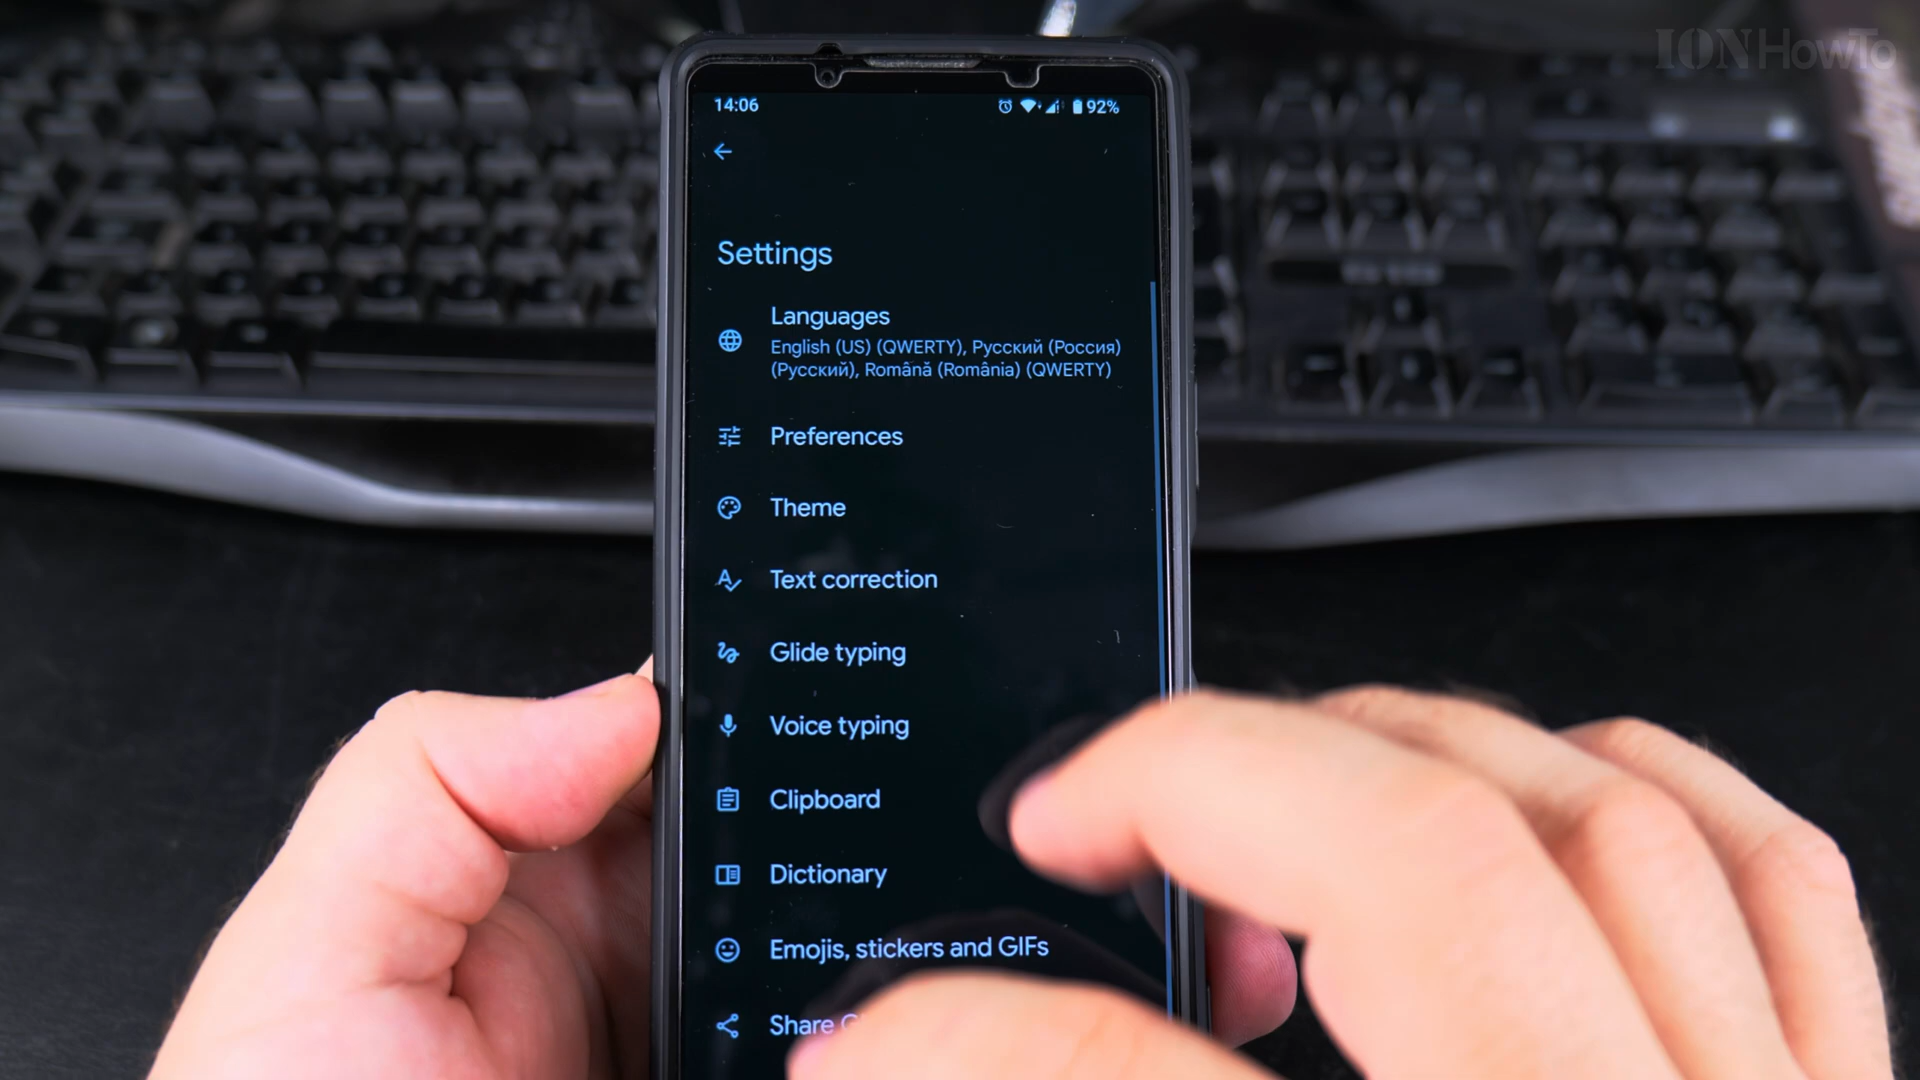 IONHowTo
14:06
92%
Settings
Languages
English (US) (QWERTY), Русский (Россия)
(Русский), Română (România) (QWERTY)
Preferences
Theme
Text correction
Glide typing
Voice typing
Clipboard
Dictionary
Emojis, stickers and GIFs
Share